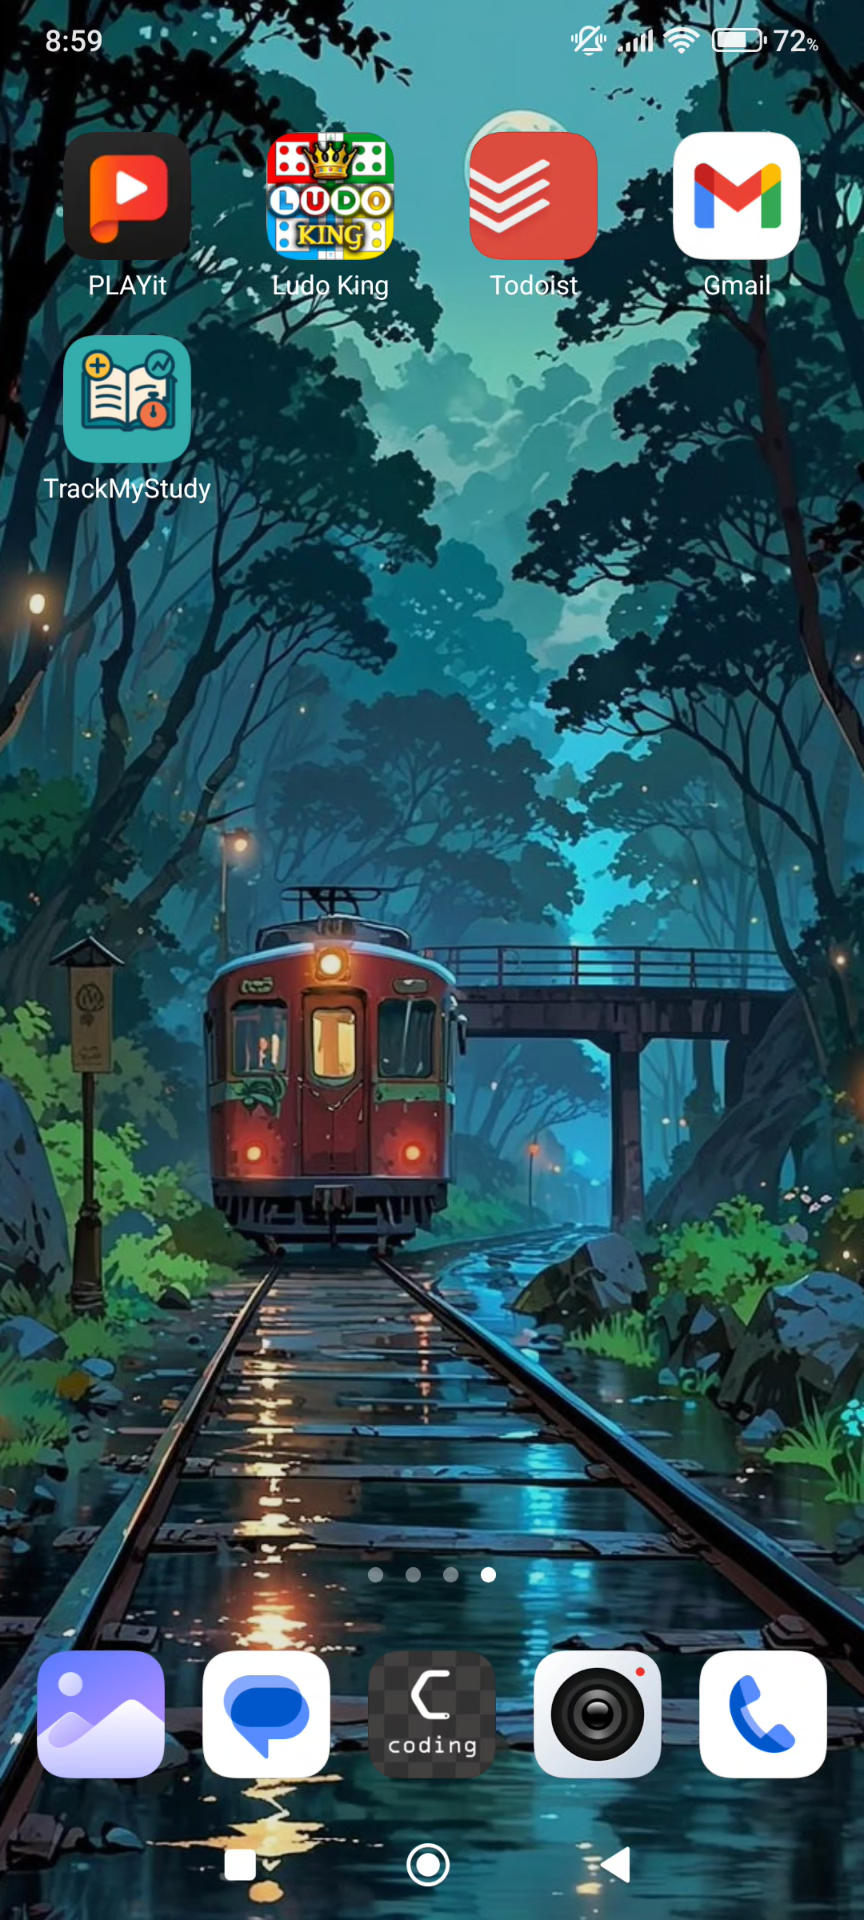 8:59
72%
LUDO
KING
PLAYit
Ludo King
Todoist
Gmail
TrackMyStudy
coding